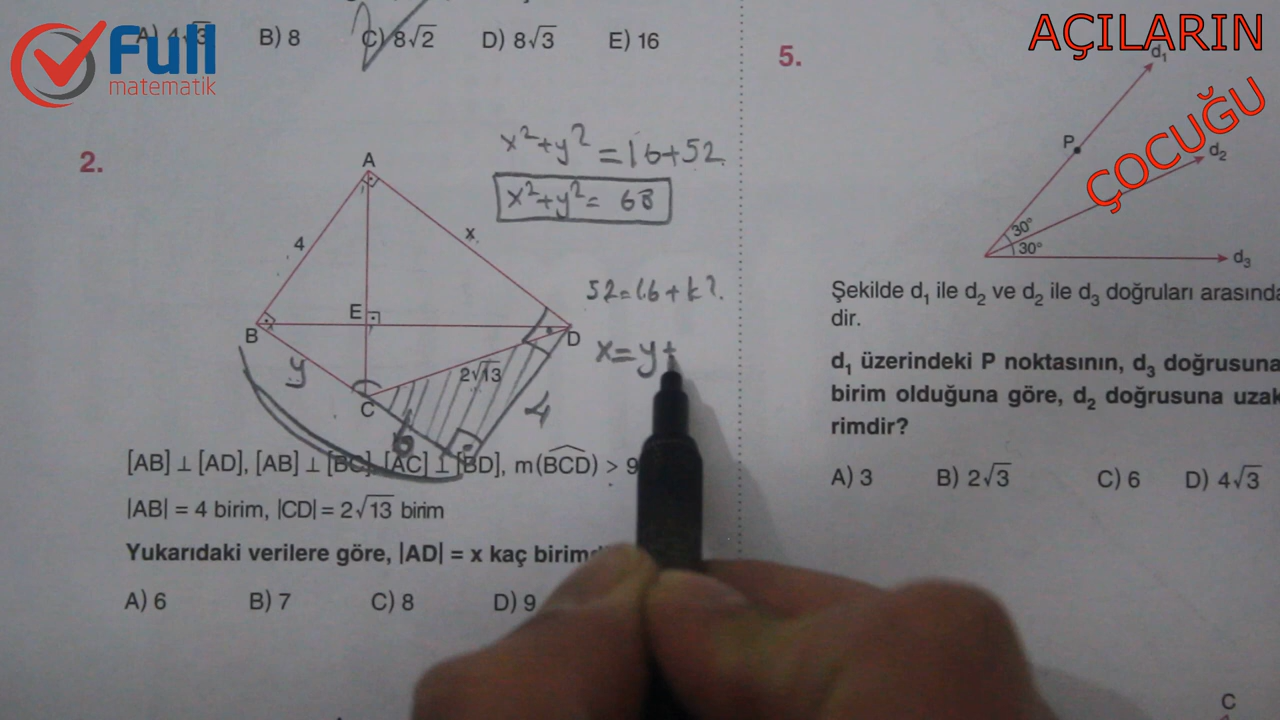 Full
matematik
AÇILARIN
ÇOCUĞU
A) 4√3 B) 8 C) 8√2 D) 8√3 E) 16
2.
x²+y² = 16+52
x²+y² = 68
52=16+k²
x=y+
A
4
x
E
B
D
y
2√13
C
6
4
[AB] ⊥ [AD], [AB] ⊥ [BC], [AC] ⊥ [BD], m(BCD) > 9
|AB| = 4 birim, |CD| = 2√13 birim
Yukarıdaki verilere göre, |AD| = x kaç birim
A) 6 B) 7 C) 8 D) 9
5.
d₁
P
d₂
30°
30°
d₃
Şekilde d₁ ile d₂ ve d₂ ile d₃ doğruları arasında
dir.
d₁ üzerindeki P noktasının, d₃ doğrusuna
birim olduğuna göre, d₂ doğrusuna uzak
rimdir?
A) 3 B) 2√3 C) 6 D) 4√3
C